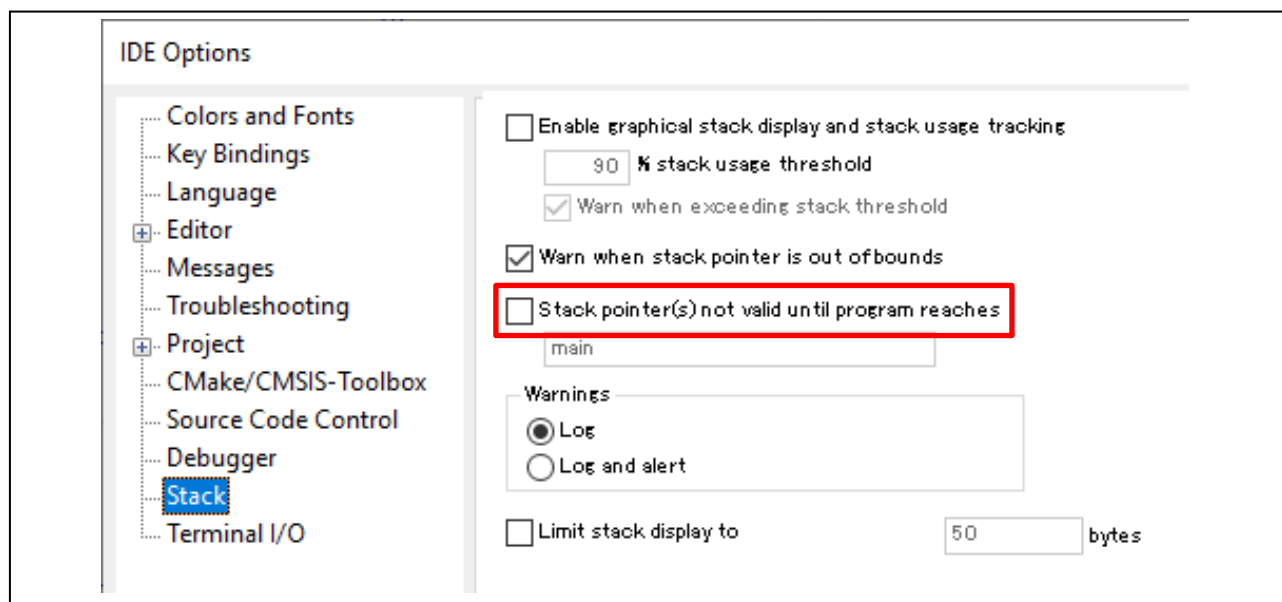 IDE Options
Colors and Fonts
Key Bindings
Language
Editor
Messages
Troubleshooting
Project
CMake/CMSIS-Toolbox
Source Code Control
Debugger
Stack
Terminal I/O
Enable graphical stack display and stack usage tracking
90 % stack usage threshold
Warn when exceeding stack threshold
Warn when stack pointer is out of bounds
Stack pointer(s) not valid until program reaches
main
Warnings
Log
Log and alert
Limit stack display to 50 bytes